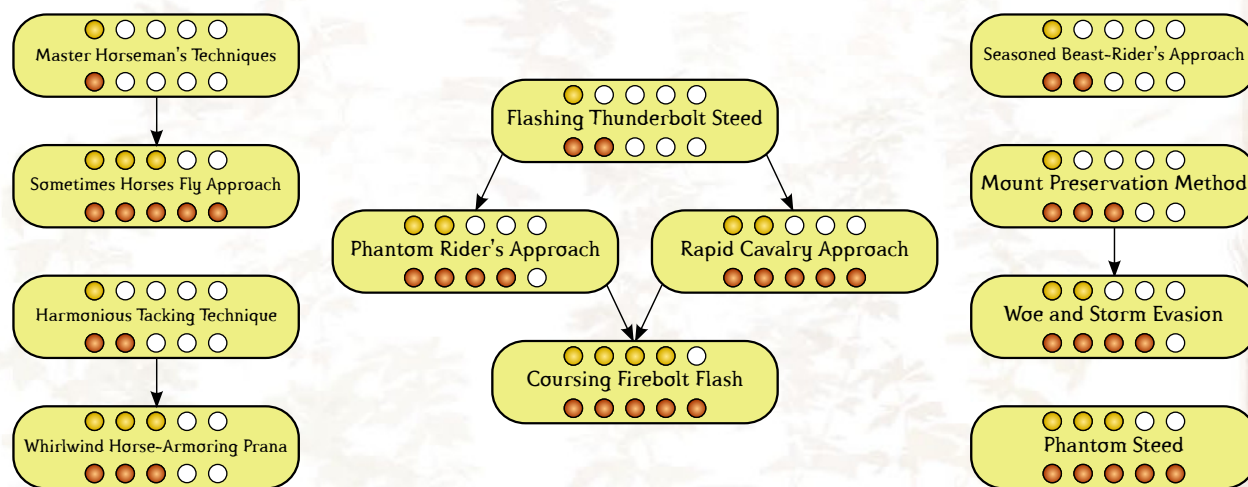 Master Horseman's Techniques
Sometimes Horses Fly Approach
Harmonious Tacking Technique
Whirlwind Horse-Armoring Prana
Flashing Thunderbolt Steed
Phantom Rider's Approach
Rapid Cavalry Approach
Coursing Firebolt Flash
Seasoned Beast-Rider's Approach
Mount Preservation Method
Woe and Storm Evasion
Phantom Steed